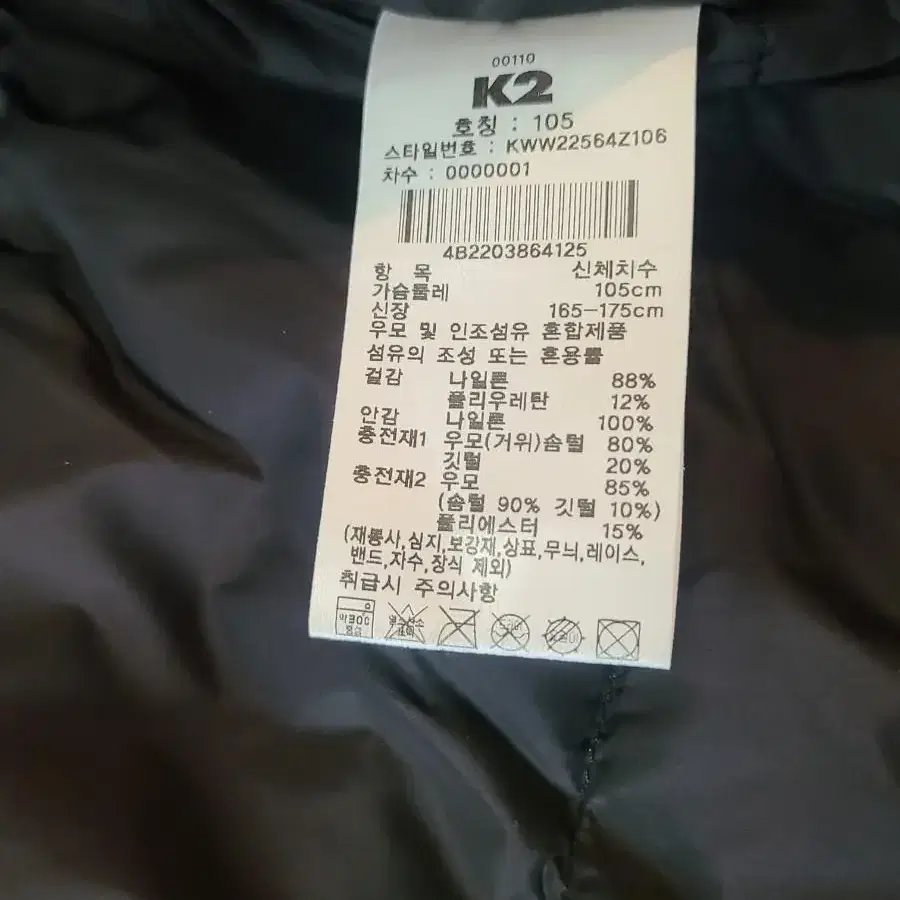 00110
K2
호칭 : 105
스타일번호 : KWW22564Z106
차수 : 0000001
4B2203864125
항 목 신체치수
가슴둘레 105cm
신장 165-175cm
우모 및 인조섬유 혼합제품
섬유의 조성 또는 혼용률
겉감 나일론 88%
폴리우레탄 12%
안감 나일론 100%
충전재1 우모(거위)솜털 80%
깃털 20%
충전재2 우모 85%
(솜털 90% 깃털 10%)
폴리에스터 15%
(재봉사,심지,보강재,상표,무늬,레이스,
밴드,자수,장식 제외)
취급시 주의사항